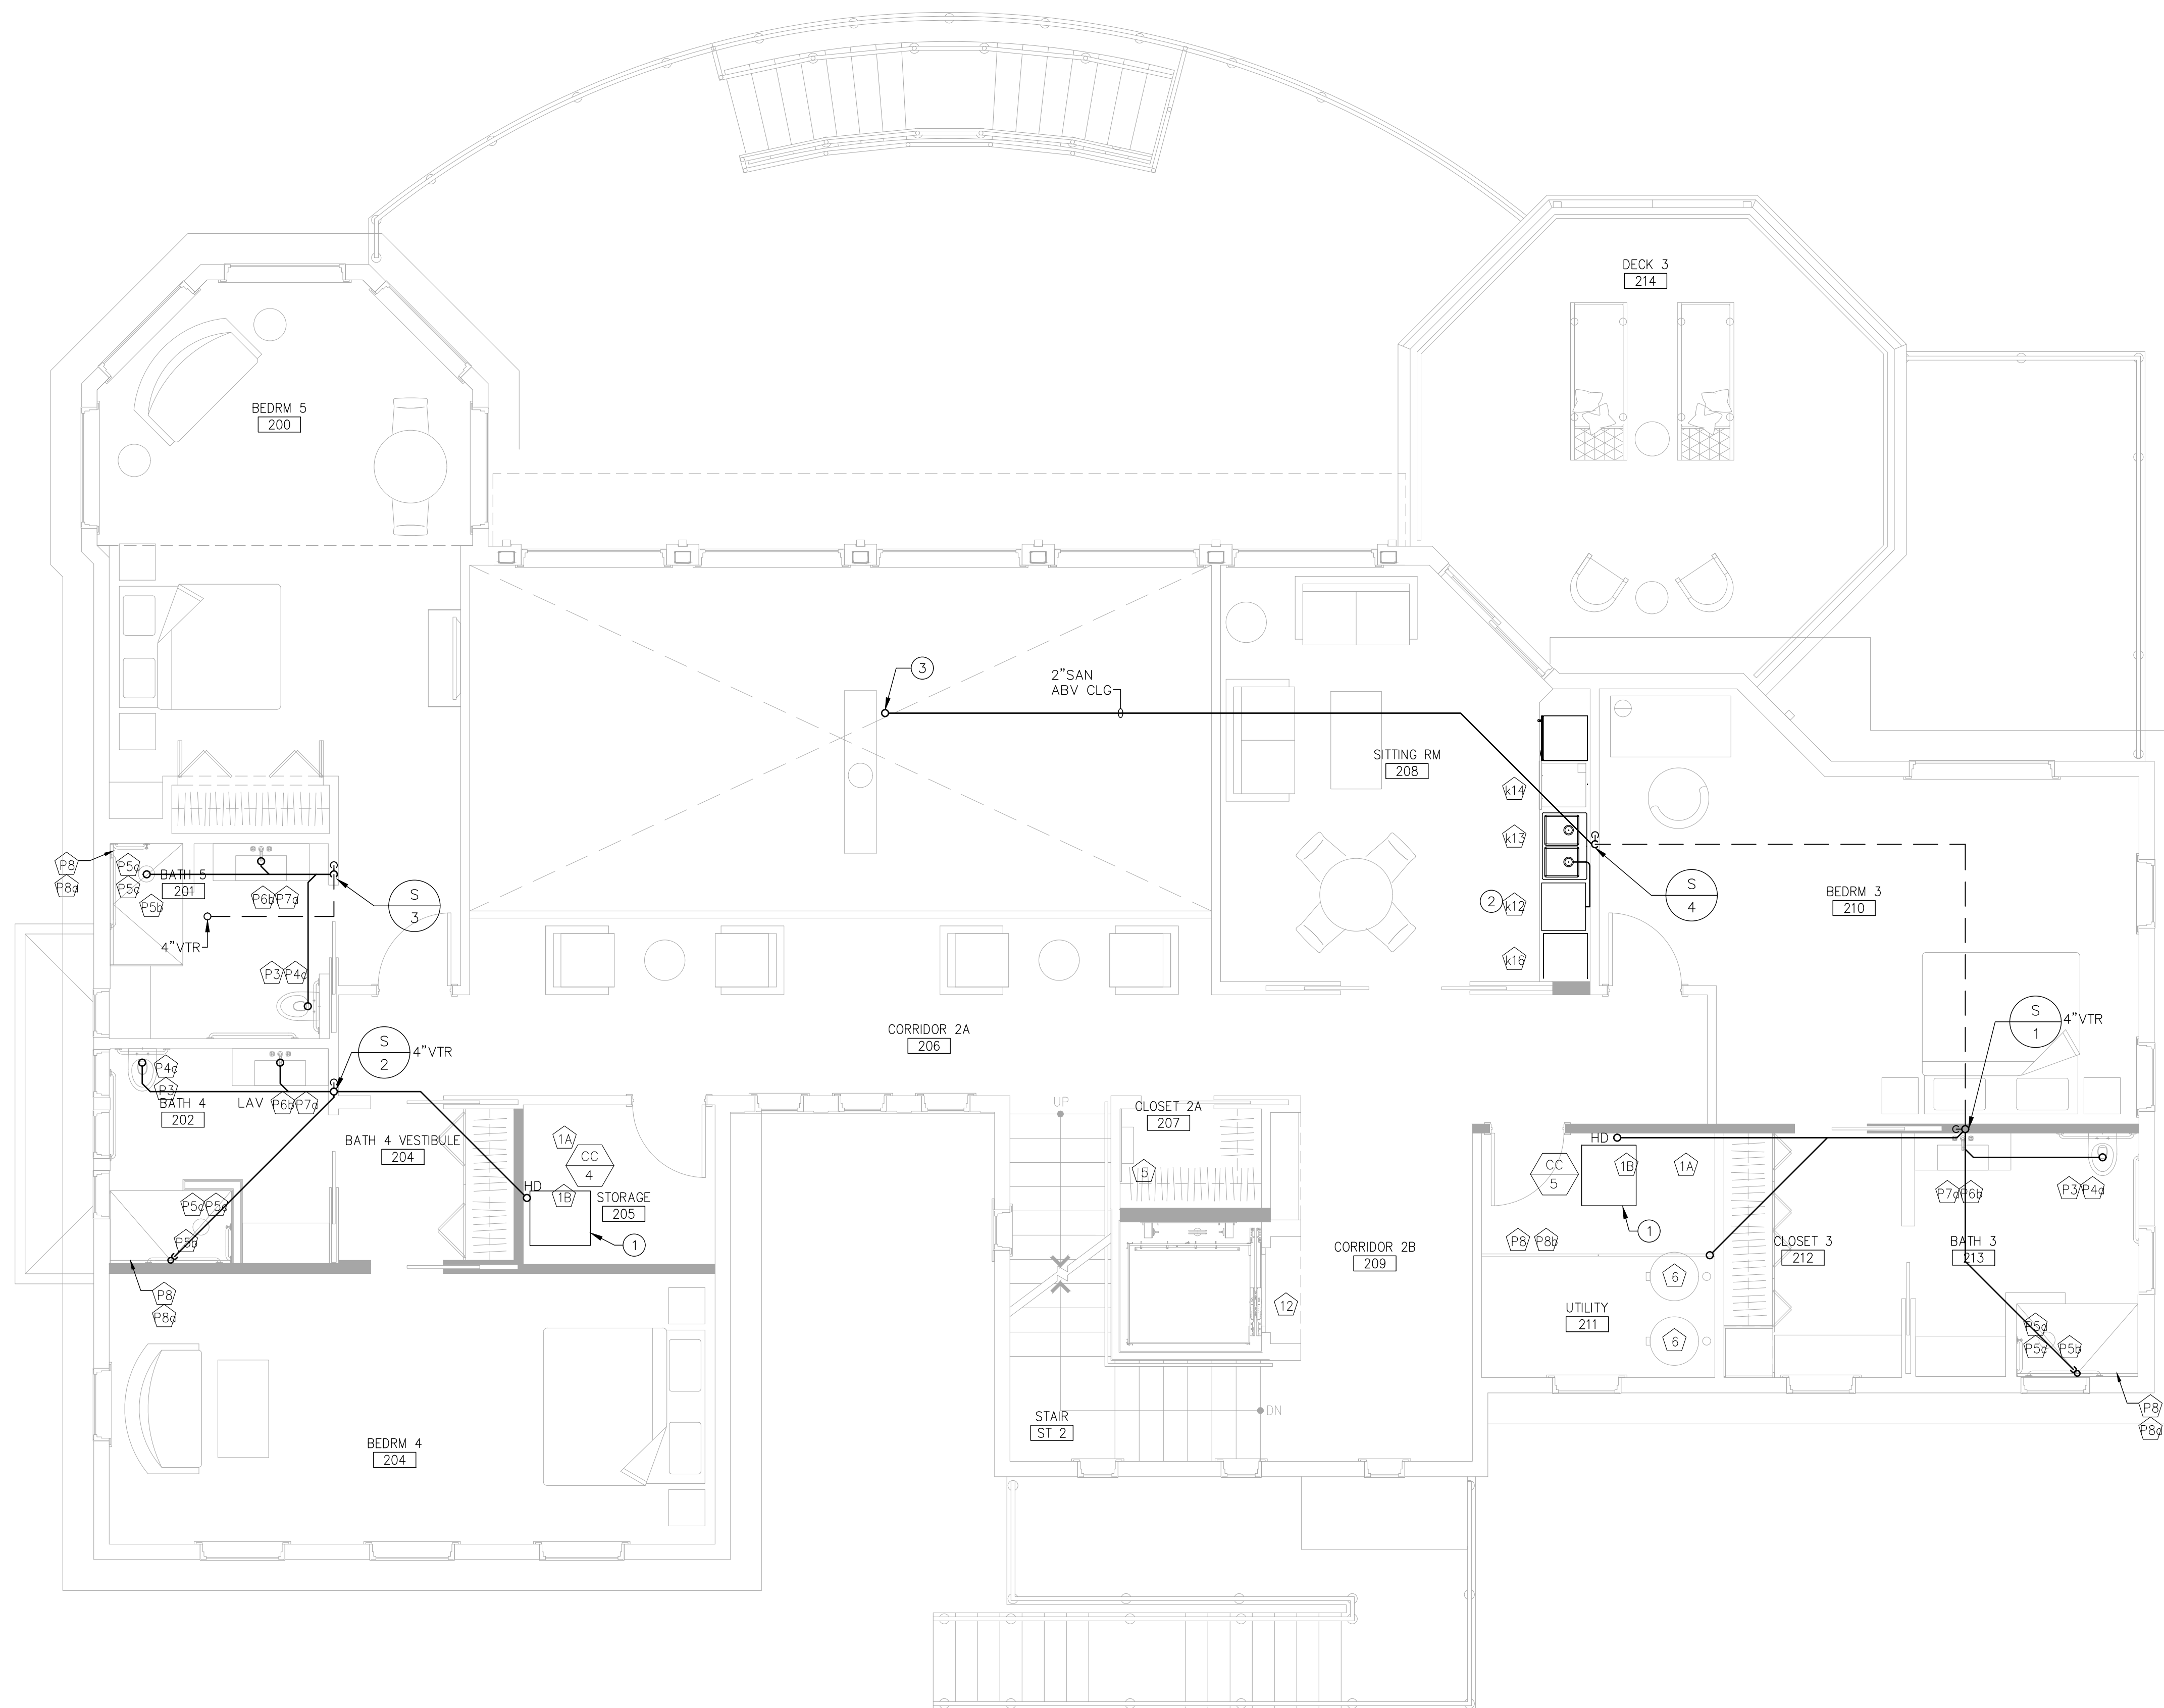 DECK 3
214
BEDRM 5
200
3
2"SAN
ABV CLG
SITTING RM
208
k14
k13
2
k12
k16
S
4
BEDRM 3
210
P8
P8d
P5d
P5c
P5b
BATH 5
201
P6b P7d
S
3
4"VTR
P3 P4c
S
2
4"VTR
CORRIDOR 2A
206
S
1
4"VTR
P4c
P3
BATH 4
202
LAV
P6b P7d
BATH 4 VESTIBULE
204
1A
CC
4
HD
1B
STORAGE
205
1
UP
CLOSET 2A
207
5
HD
CC
5
1B
1A
P7d P6b
P3 P4d
1
P5c P5d
P5b
P8
P8d
CORRIDOR 2B
209
12
P8 P8b
CLOSET 3
212
BATH 3
213
6
UTILITY
211
6
P5d
P5c
P5b
P8
P8d
BEDRM 4
204
STAIR
ST 2
DN